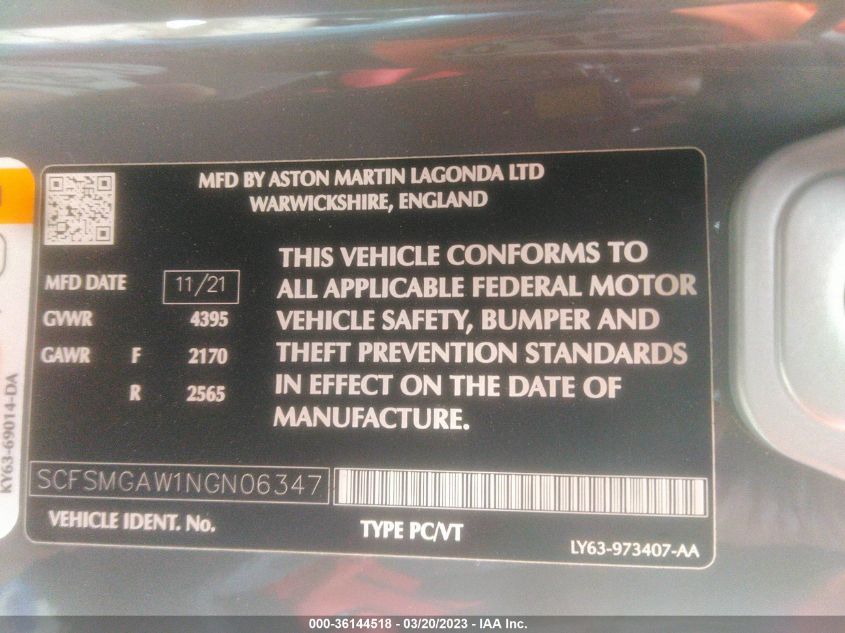 MFD BY ASTON MARTIN LAGONDA LTD
WARWICKSHIRE, ENGLAND
MFD DATE 11/21
GVWR 4395
GAWR F 2170
R 2565
THIS VEHICLE CONFORMS TO
ALL APPLICABLE FEDERAL MOTOR
VEHICLE SAFETY, BUMPER AND
THEFT PREVENTION STANDARDS
IN EFFECT ON THE DATE OF
MANUFACTURE.
SCFSMGAW1NGN06347
VEHICLE IDENT. No.
TYPE PC/VT
LY63-973407-AA
KY63-69014-DA
000-36144518 — 03/20/2023 — IAA Inc.